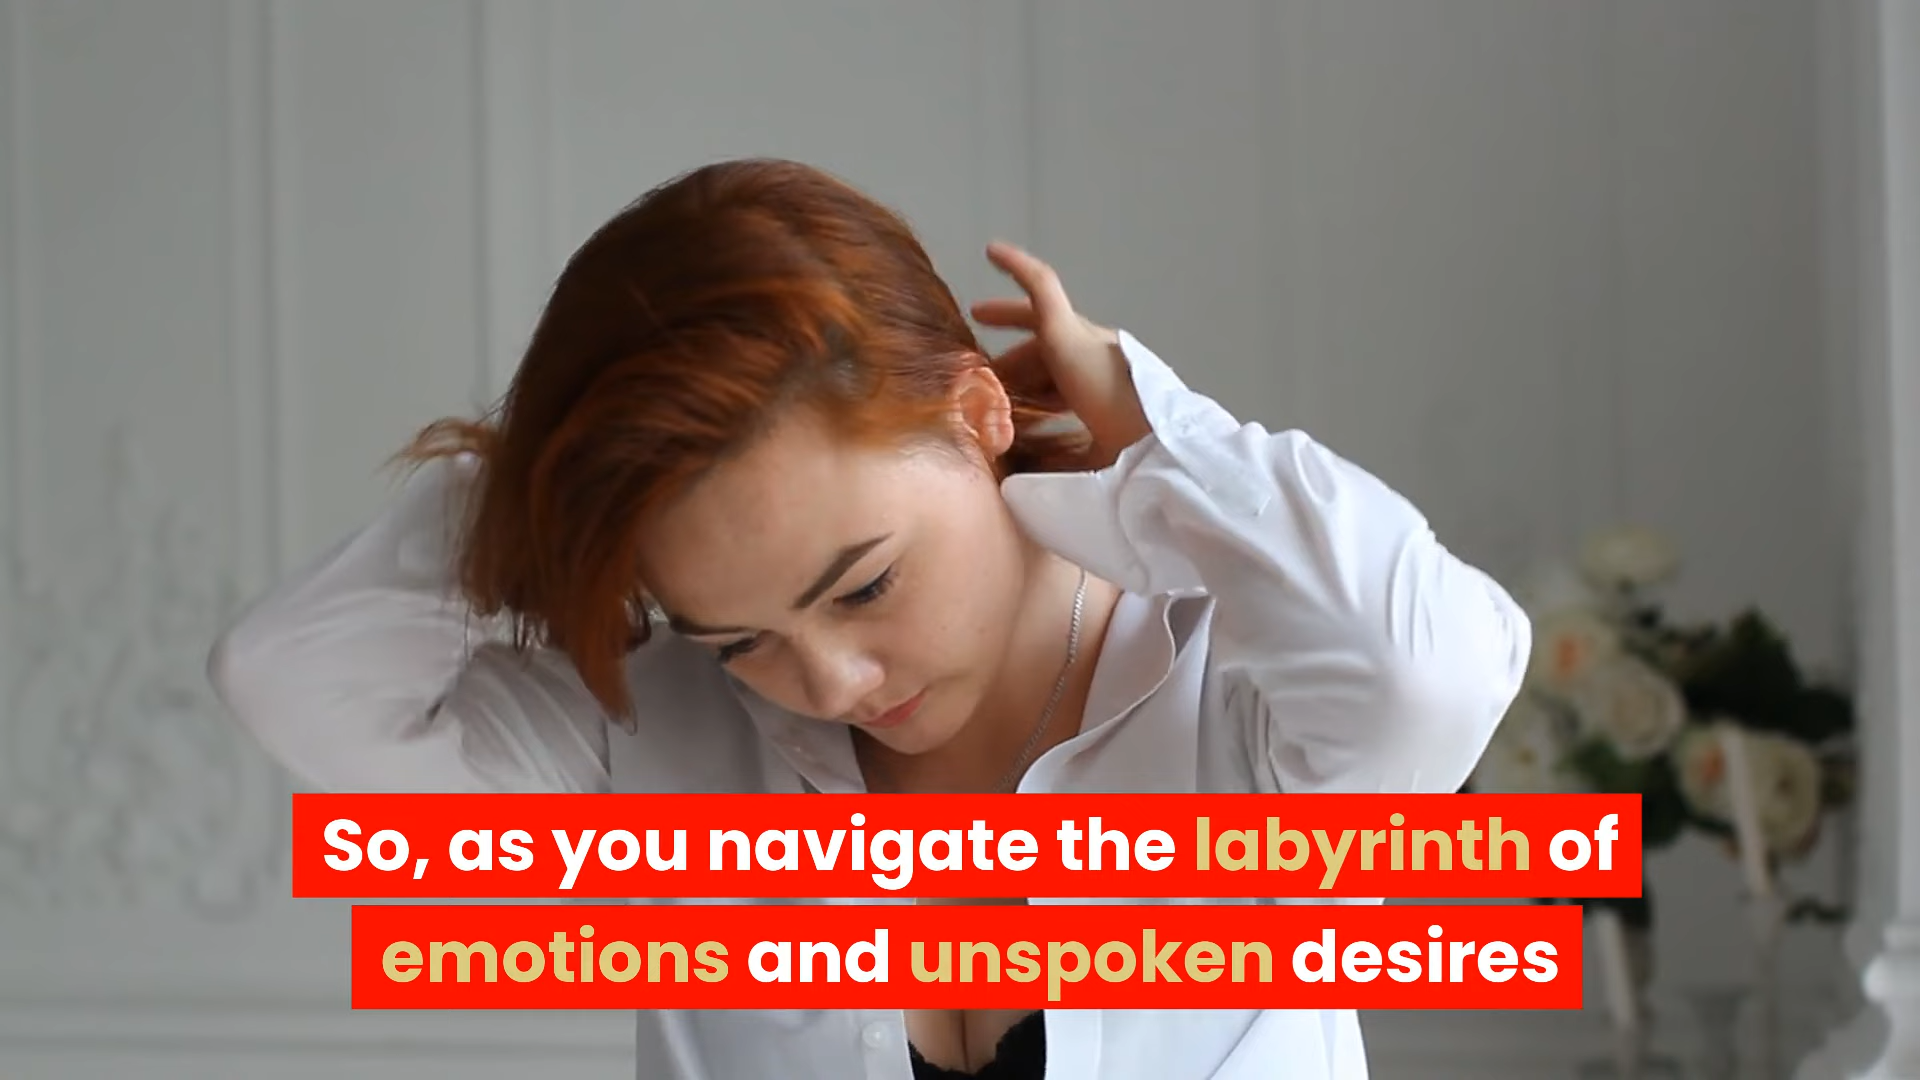 So, as you navigate the labyrinth of
emotions and unspoken desires